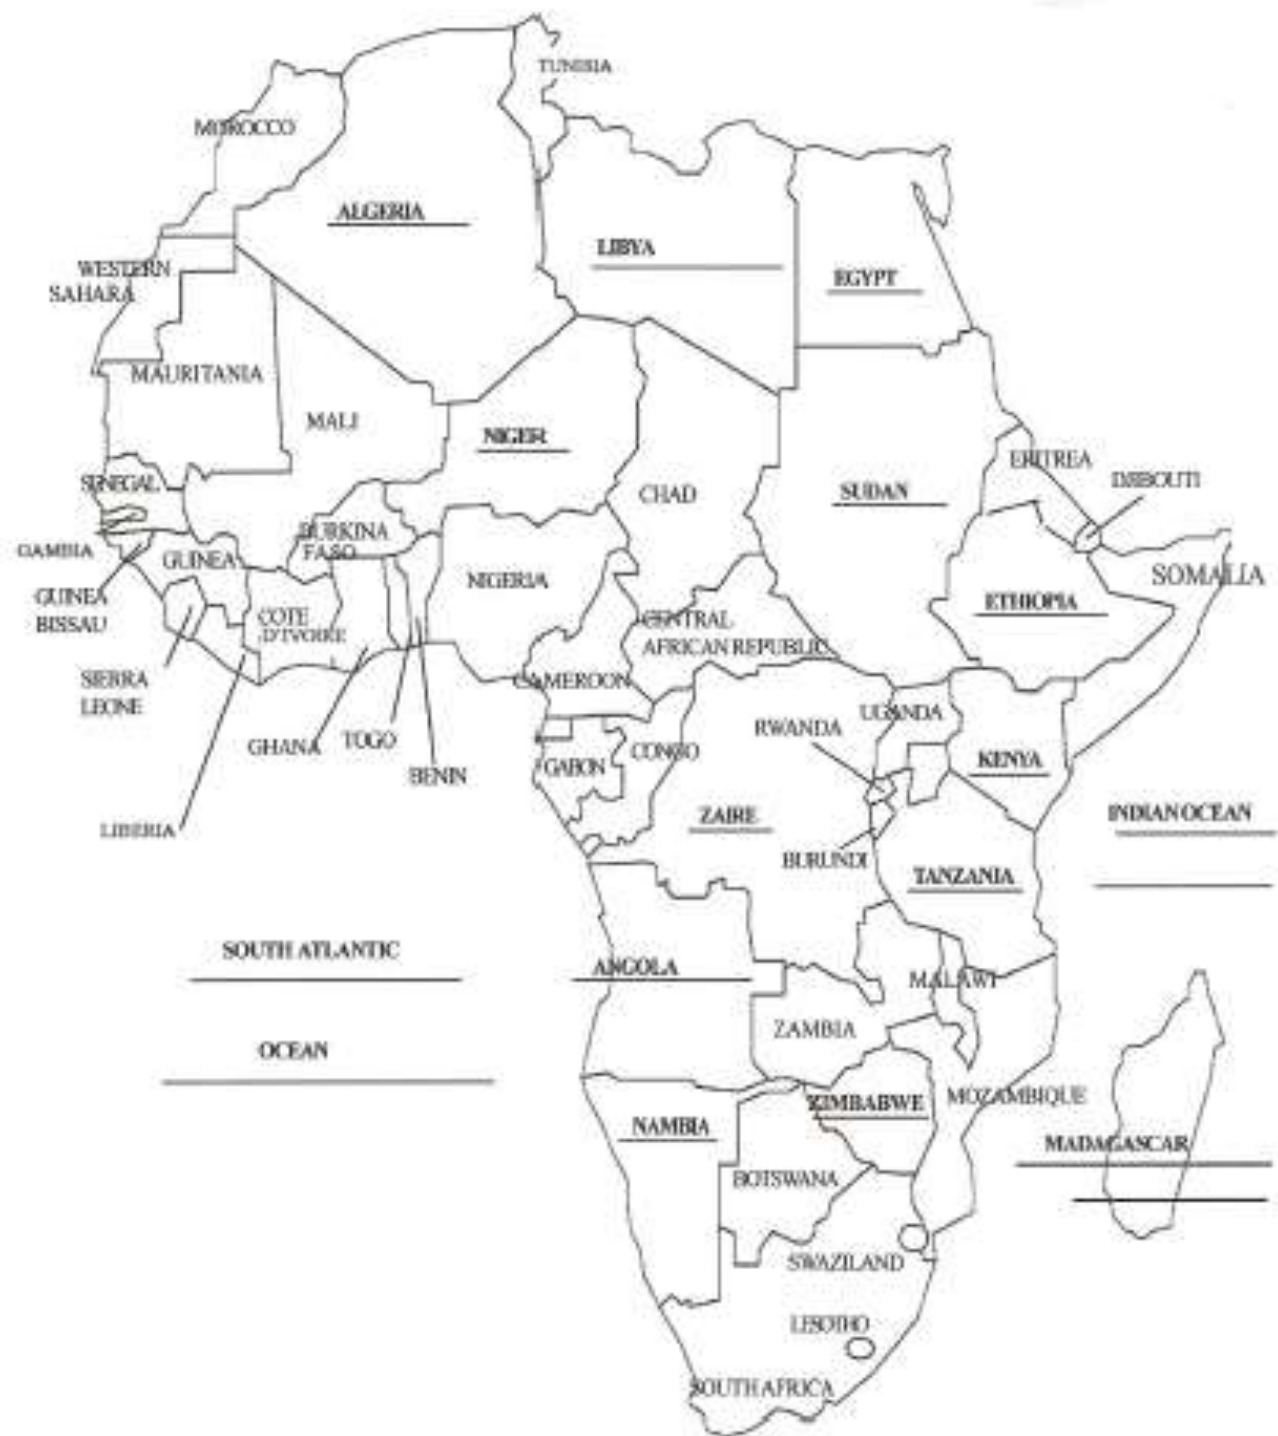 TUNISIA
MOROCCO
ALGERIA
LIBYA
WESTERN
SAHARA
EGYPT
MAURITANIA
MALI
NIGER
ERITREA
SENEGAL
CHAD
SUDAN
DJIBOUTI
BURKINA
FASO
GAMBIA
GUINEA
NIGERIA
SOMALIA
GUINEA
BISSAU
COTE
D'IVOIRE
ETHIOPIA
CENTRAL
AFRICAN REPUBLIC
SIERRA
LEONE
CAMEROON
UGANDA
RWANDA
GHANA
TOGO
CONGO
GABON
KENYA
BENIN
ZAIRE
INDIAN OCEAN
LIBERIA
BURUNDI
TANZANIA
SOUTH ATLANTIC
ANGOLA
MALAWI
ZAMBIA
OCEAN
MOZAMBIQUE
ZIMBABWE
NAMBIA
MADAGASCAR
BOTSWANA
SWAZILAND
LESOTHO
SOUTH AFRICA